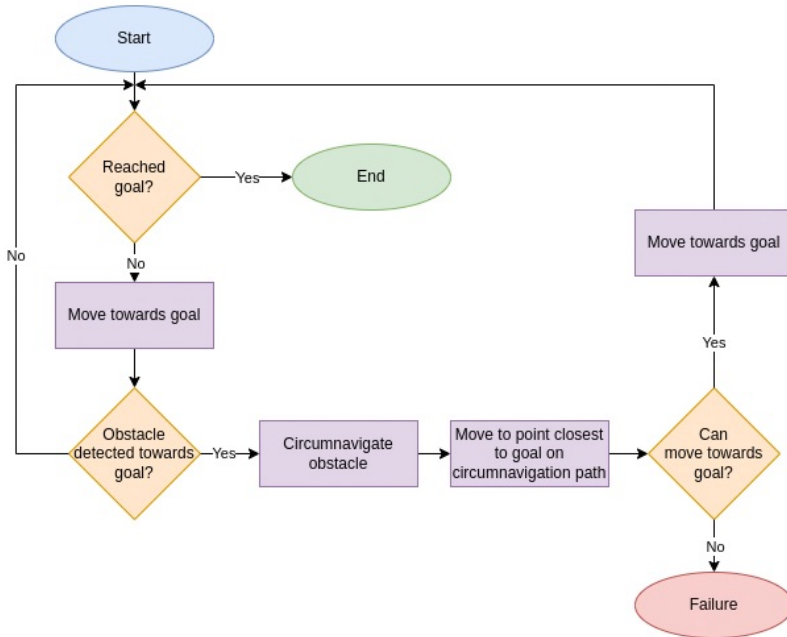 Start
Reached
goal?
Yes
End
No
No
Move towards goal
Move towards goal
Yes
Obstacle
detected towards
goal?
Yes
Circumnavigate
obstacle
Move to point closest
to goal on
circumnavigation path
Can
move towards
goal?
No
Failure